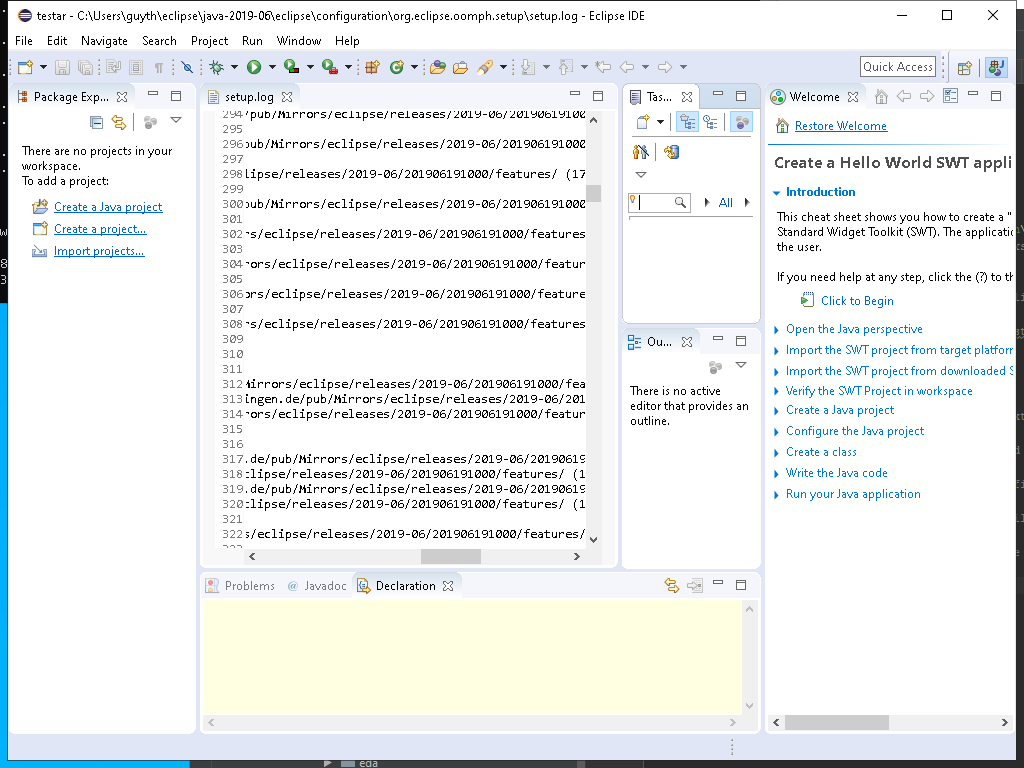 testar - C:\Users\guyth\eclipse\java-2019-06\eclipse\configuration\org.eclipse.oomph.setup\setup.log - Eclipse IDE
File Edit Navigate Search Project Run Window Help
Quick Access
Package Exp...
There are no projects in your
workspace.
To add a project:
Create a Java project
Create a project...
Import projects...
setup.log
294 /pub/Mirrors/eclipse/releases/2019-06/201906191000
295
296 pub/Mirrors/eclipse/releases/2019-06/201906191000
297
298 lipse/releases/2019-06/201906191000/features/ (17
299
300 pub/Mirrors/eclipse/releases/2019-06/201906191000
301
302 rs/eclipse/releases/2019-06/201906191000/features
303
304 rors/eclipse/releases/2019-06/201906191000/featur
305
306 ors/eclipse/releases/2019-06/201906191000/feature
307
308 rs/eclipse/releases/2019-06/201906191000/features
309
310
311
312 Mirrors/eclipse/releases/2019-06/201906191000/fea
313 ingen.de/pub/Mirrors/eclipse/releases/2019-06/201
314 rors/eclipse/releases/2019-06/201906191000/featur
315
316
317 .de/pub/Mirrors/eclipse/releases/2019-06/20190619
318 clipse/releases/2019-06/201906191000/features/ (1
319 .de/pub/Mirrors/eclipse/releases/2019-06/20190619
320 clipse/releases/2019-06/201906191000/features/ (1
321
322 s/eclipse/releases/2019-06/201906191000/features/
323
Tas...
All
Ou...
There is no active
editor that provides an
outline.
Welcome
Restore Welcome
Create a Hello World SWT appli
Introduction
This cheat sheet shows you how to create a "
Standard Widget Toolkit (SWT). The applicatio
the user.
If you need help at any step, click the (?) to th
Click to Begin
Open the Java perspective
Import the SWT project from target platform
Import the SWT project from downloaded S
Verify the SWT Project in workspace
Create a Java project
Configure the Java project
Create a class
Write the Java code
Run your Java application
Problems
@ Javadoc
Declaration
eda